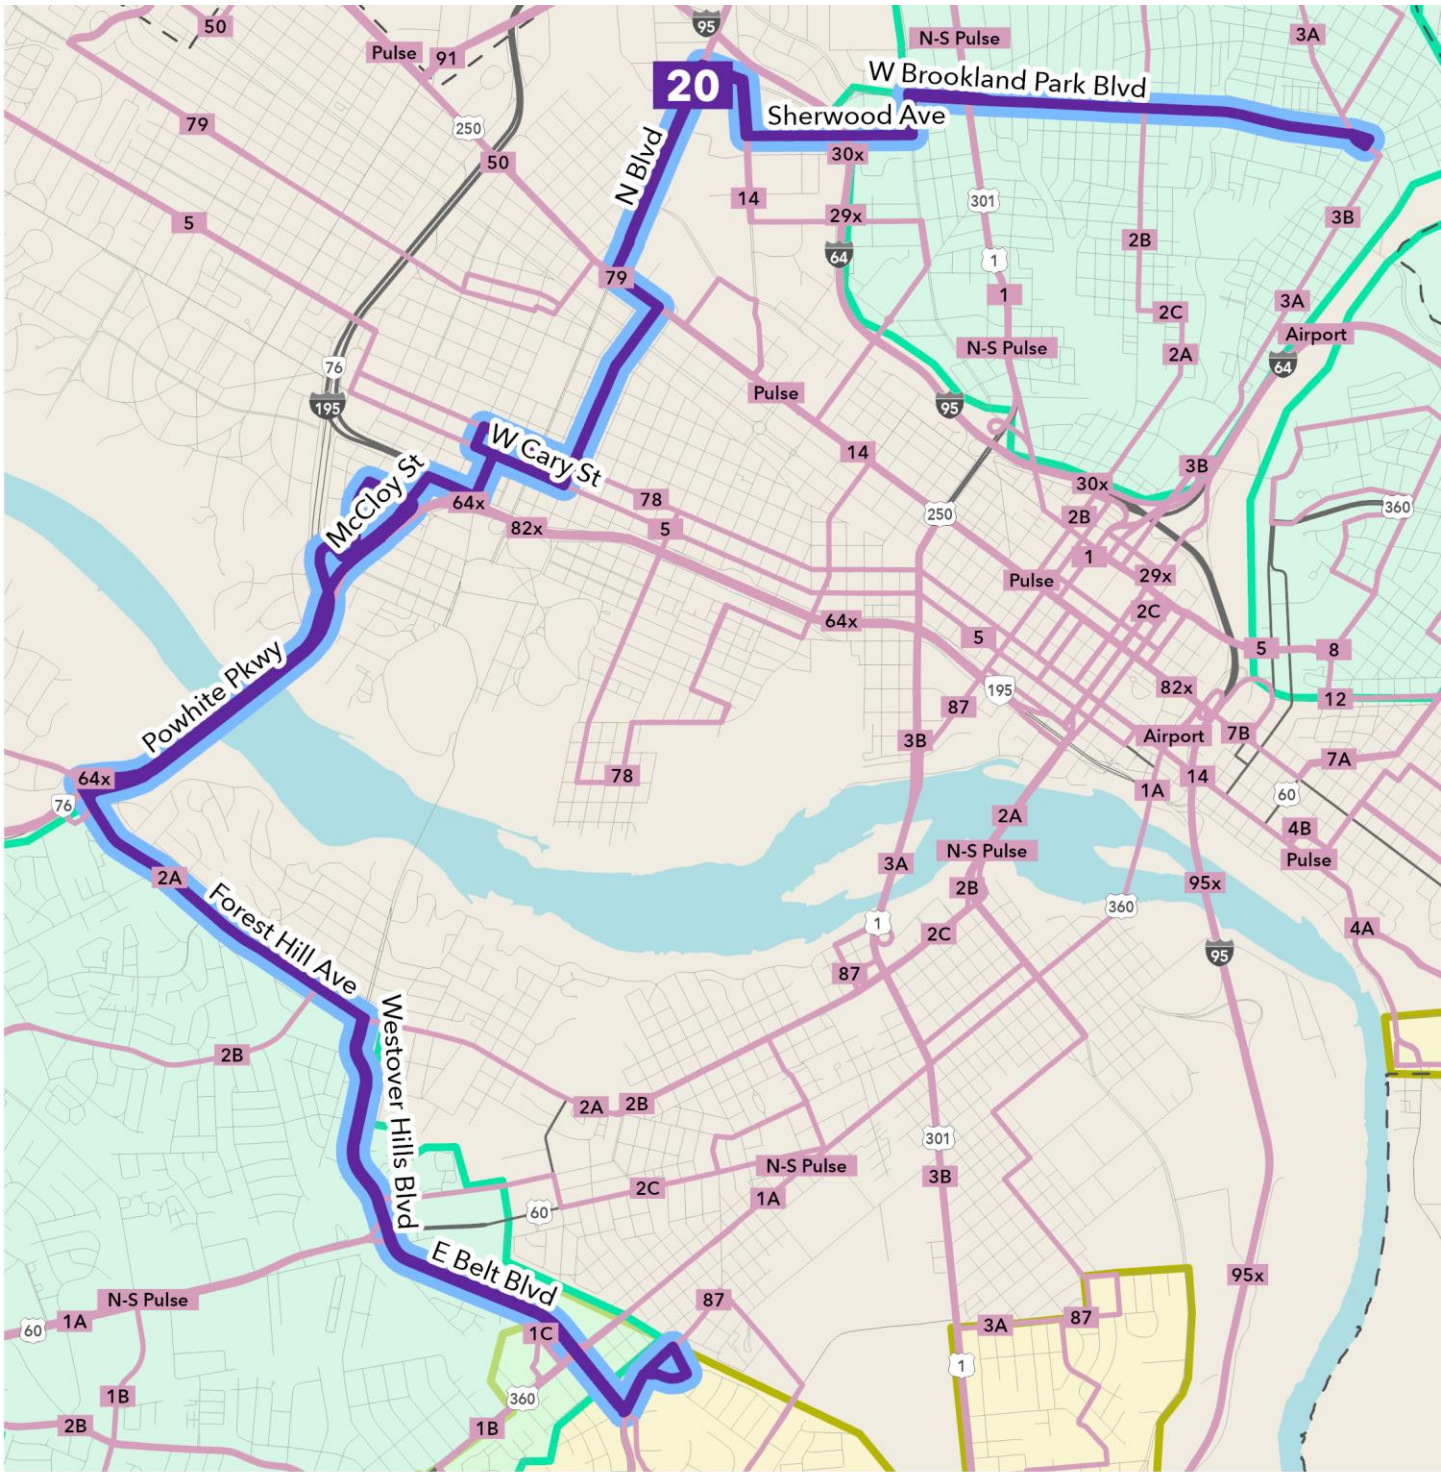 50
95
N-S Pulse
3A
Pulse
91
20
W Brookland Park Blvd
79
250
Sherwood Ave
50
30x
N Blvd
14
301
5
29x
3B
2B
64
1
79
1
3A
2C
Airport
N-S Pulse
2A
76
64
Pulse
195
95
W Cary St
14
3B
McCloy St
30x
64x
78
360
250
2B
82x
5
1
Pulse
29x
2C
64x
5
5
8
Powhite Pkwy
195
82x
12
87
3B
Airport
7B
7A
64x
78
14
76
1A
60
2A
4B
N-S Pulse
Pulse
3A
2A
2B
95x
Forest Hill Ave
360
1
2C
4A
95
87
Westover Hills Blvd
2B
2A
2B
301
N-S Pulse
3B
2C
1A
60
E Belt Blvd
95x
N-S Pulse
87
1A
60
1C
3A
87
1
360
1B
2B
1B